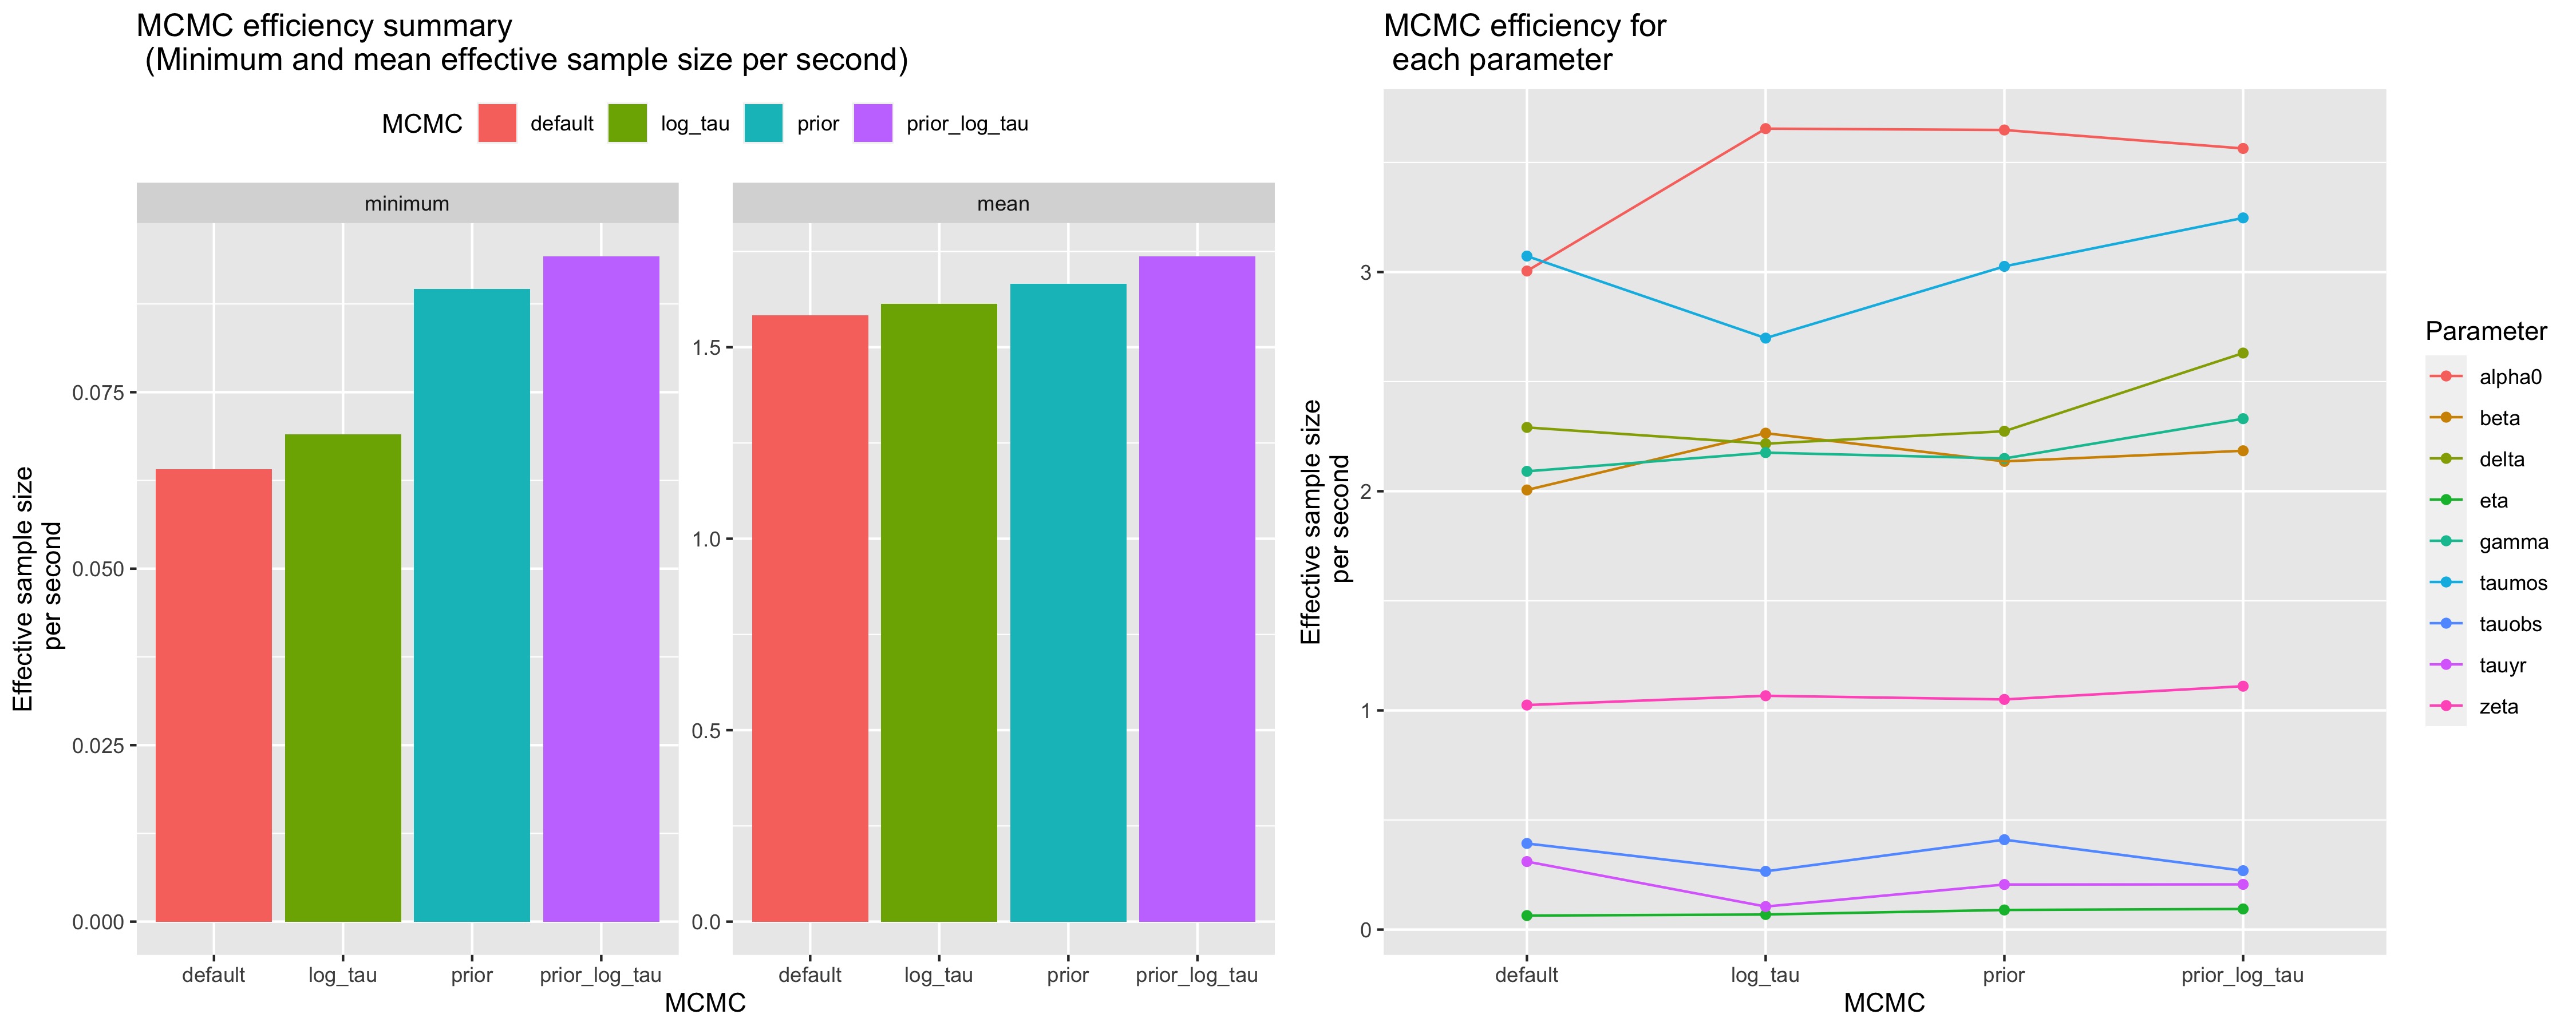 MCMC efficiency summary
(Minimum and mean effective sample size per second)
MCMC default log_tau prior prior_log_tau
minimum
mean
Effective sample size
per second
0.075
0.050
0.025
0.000
1.5
1.0
0.5
0.0
default log_tau prior prior_log_tau
default log_tau prior prior_log_tau
MCMC
MCMC efficiency for
each parameter
Effective sample size
per second
3
2
1
0
default log_tau prior prior_log_tau
MCMC
Parameter
alpha0
beta
delta
eta
gamma
taumos
tauobs
tauyr
zeta